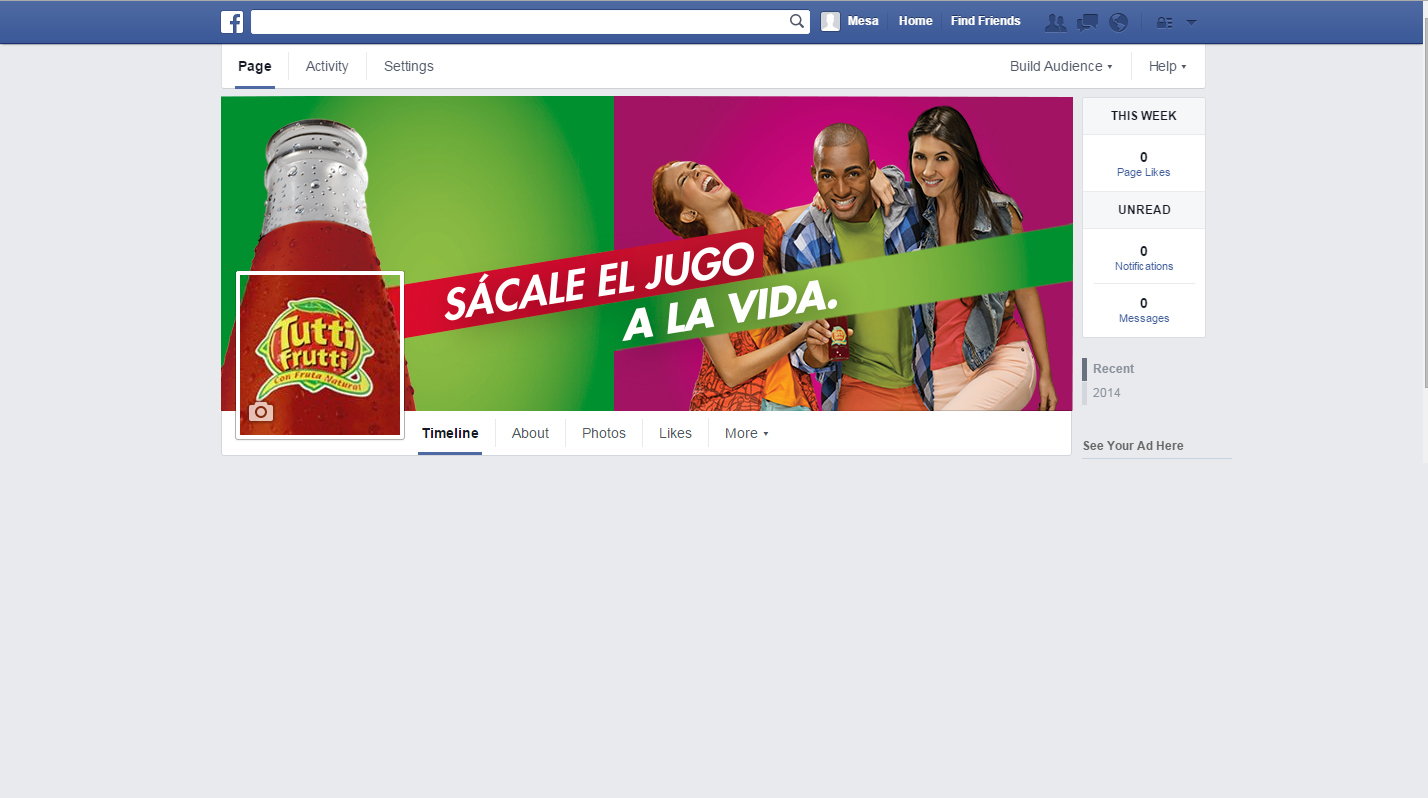 Mesa
Home
Find Friends
Page
Activity
Settings
Build Audience
Help
SÁCALE EL JUGO
A LA VIDA.
Tutti
frutti
Con Fruta Natural
Timeline
About
Photos
Likes
More
THIS WEEK
0
Page Likes
UNREAD
0
Notifications
0
Messages
Recent
2014
See Your Ad Here